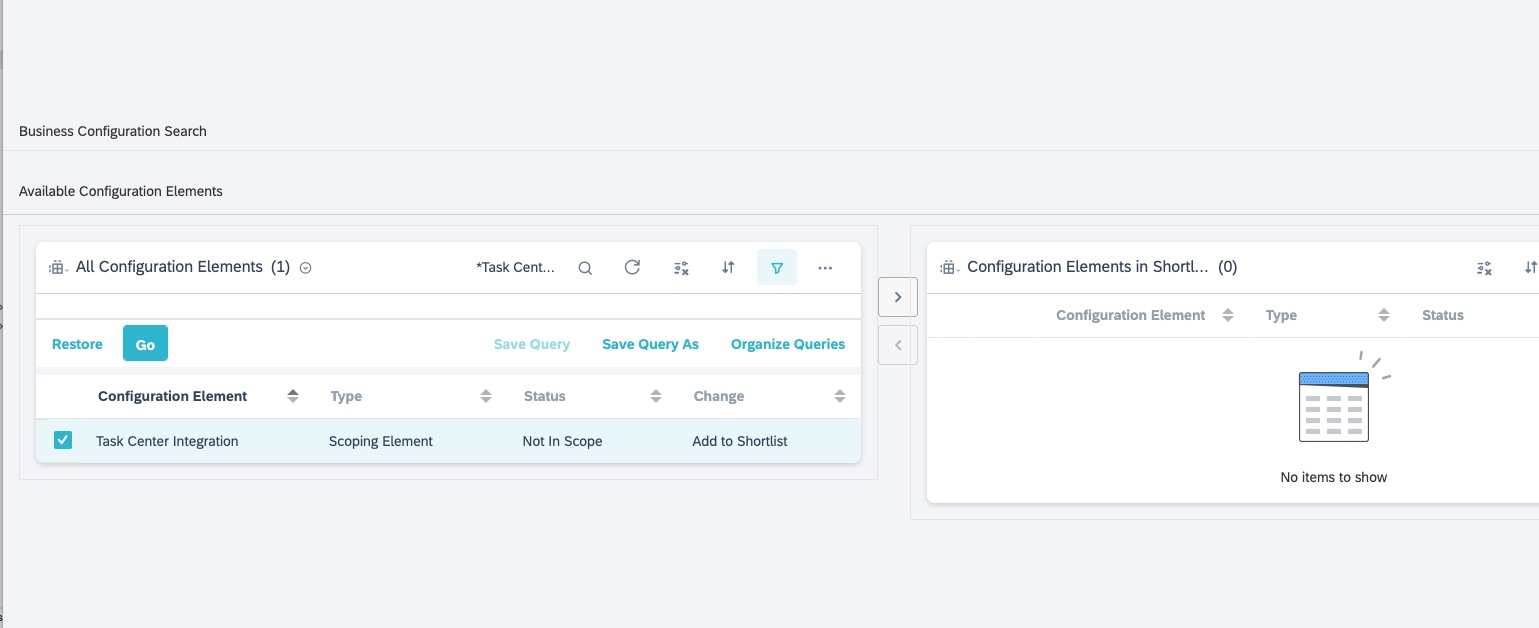 Business Configuration Search
Available Configuration Elements
All Configuration Elements (1)
*Task Cent...
Restore
Go
Save Query
Save Query As
Organize Queries
Configuration Element
Type
Status
Change
Task Center Integration
Scoping Element
Not In Scope
Add to Shortlist
Configuration Elements in Shortl... (0)
Configuration Element
Type
Status
No items to show